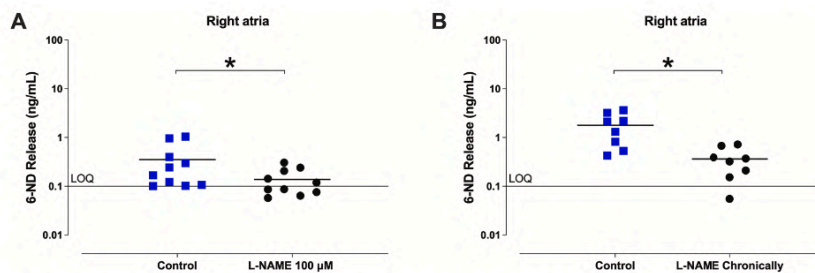 A
Right atria
*
6-ND Release (ng/mL)
100
10
1
0.1
0.01
LOQ
Control
L-NAME 100 µM
B
Right atria
*
6-ND Release (ng/mL)
100
10
1
0.1
0.01
LOQ
Control
L-NAME Chronically